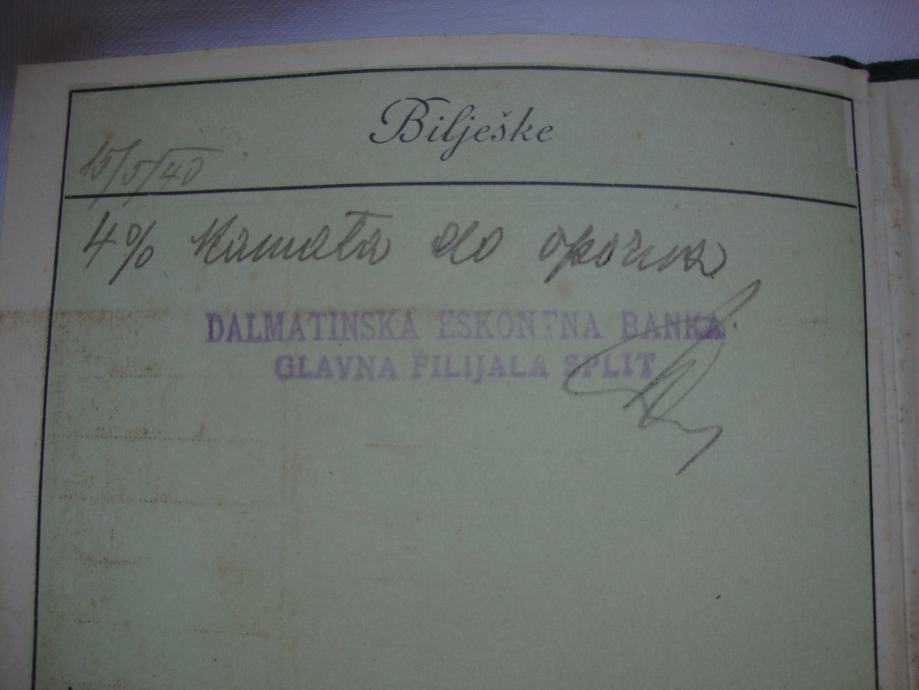 Bilješke
15/5/40
4% kamata do opoziva
DALMATINSKA ESKONTNA BANKA
GLAVNA FILIJALA SPLIT